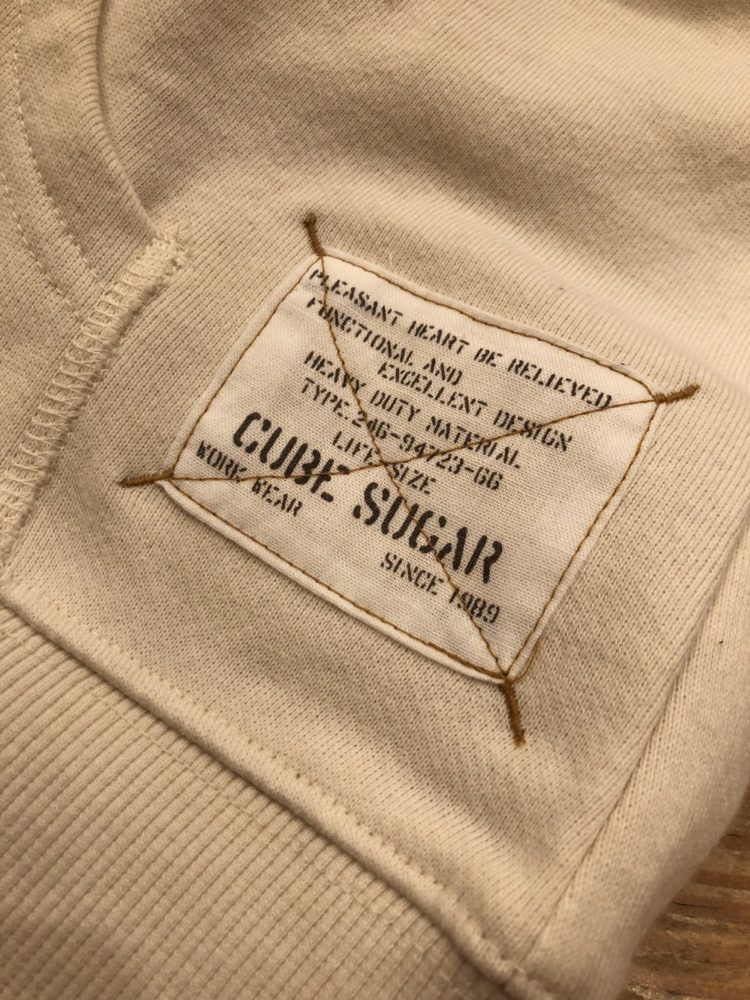 PLEASANT HEART BE RELIEVED
FUNCTIONAL AND
EXCELLENT DESIGN
HEAVY DUTY MATERIAL
TYPE.246-94723-66
LIFE SIZE
CUBE SUGAR
WORK WEAR
SINCE 1989